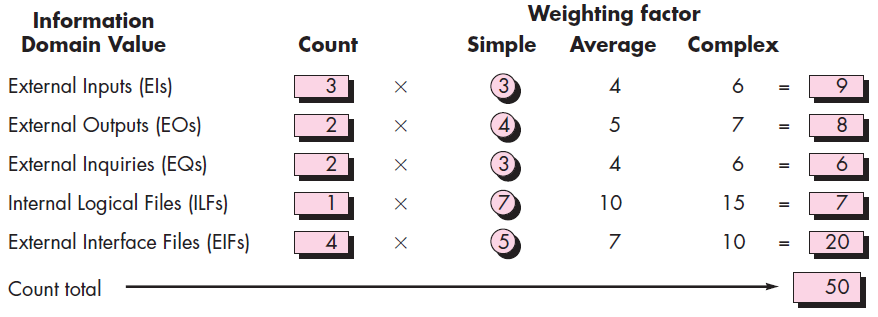 Information Weighting factor
Domain Value Count Simple Average Complex
External Inputs (EIs) 3 × 3 4 6 = 9
External Outputs (EOs) 2 × 4 5 7 = 8
External Inquiries (EQs) 2 × 3 4 6 = 6
Internal Logical Files (ILFs) 1 × 7 10 15 = 7
External Interface Files (EIFs) 4 × 5 7 10 = 20
Count total 50